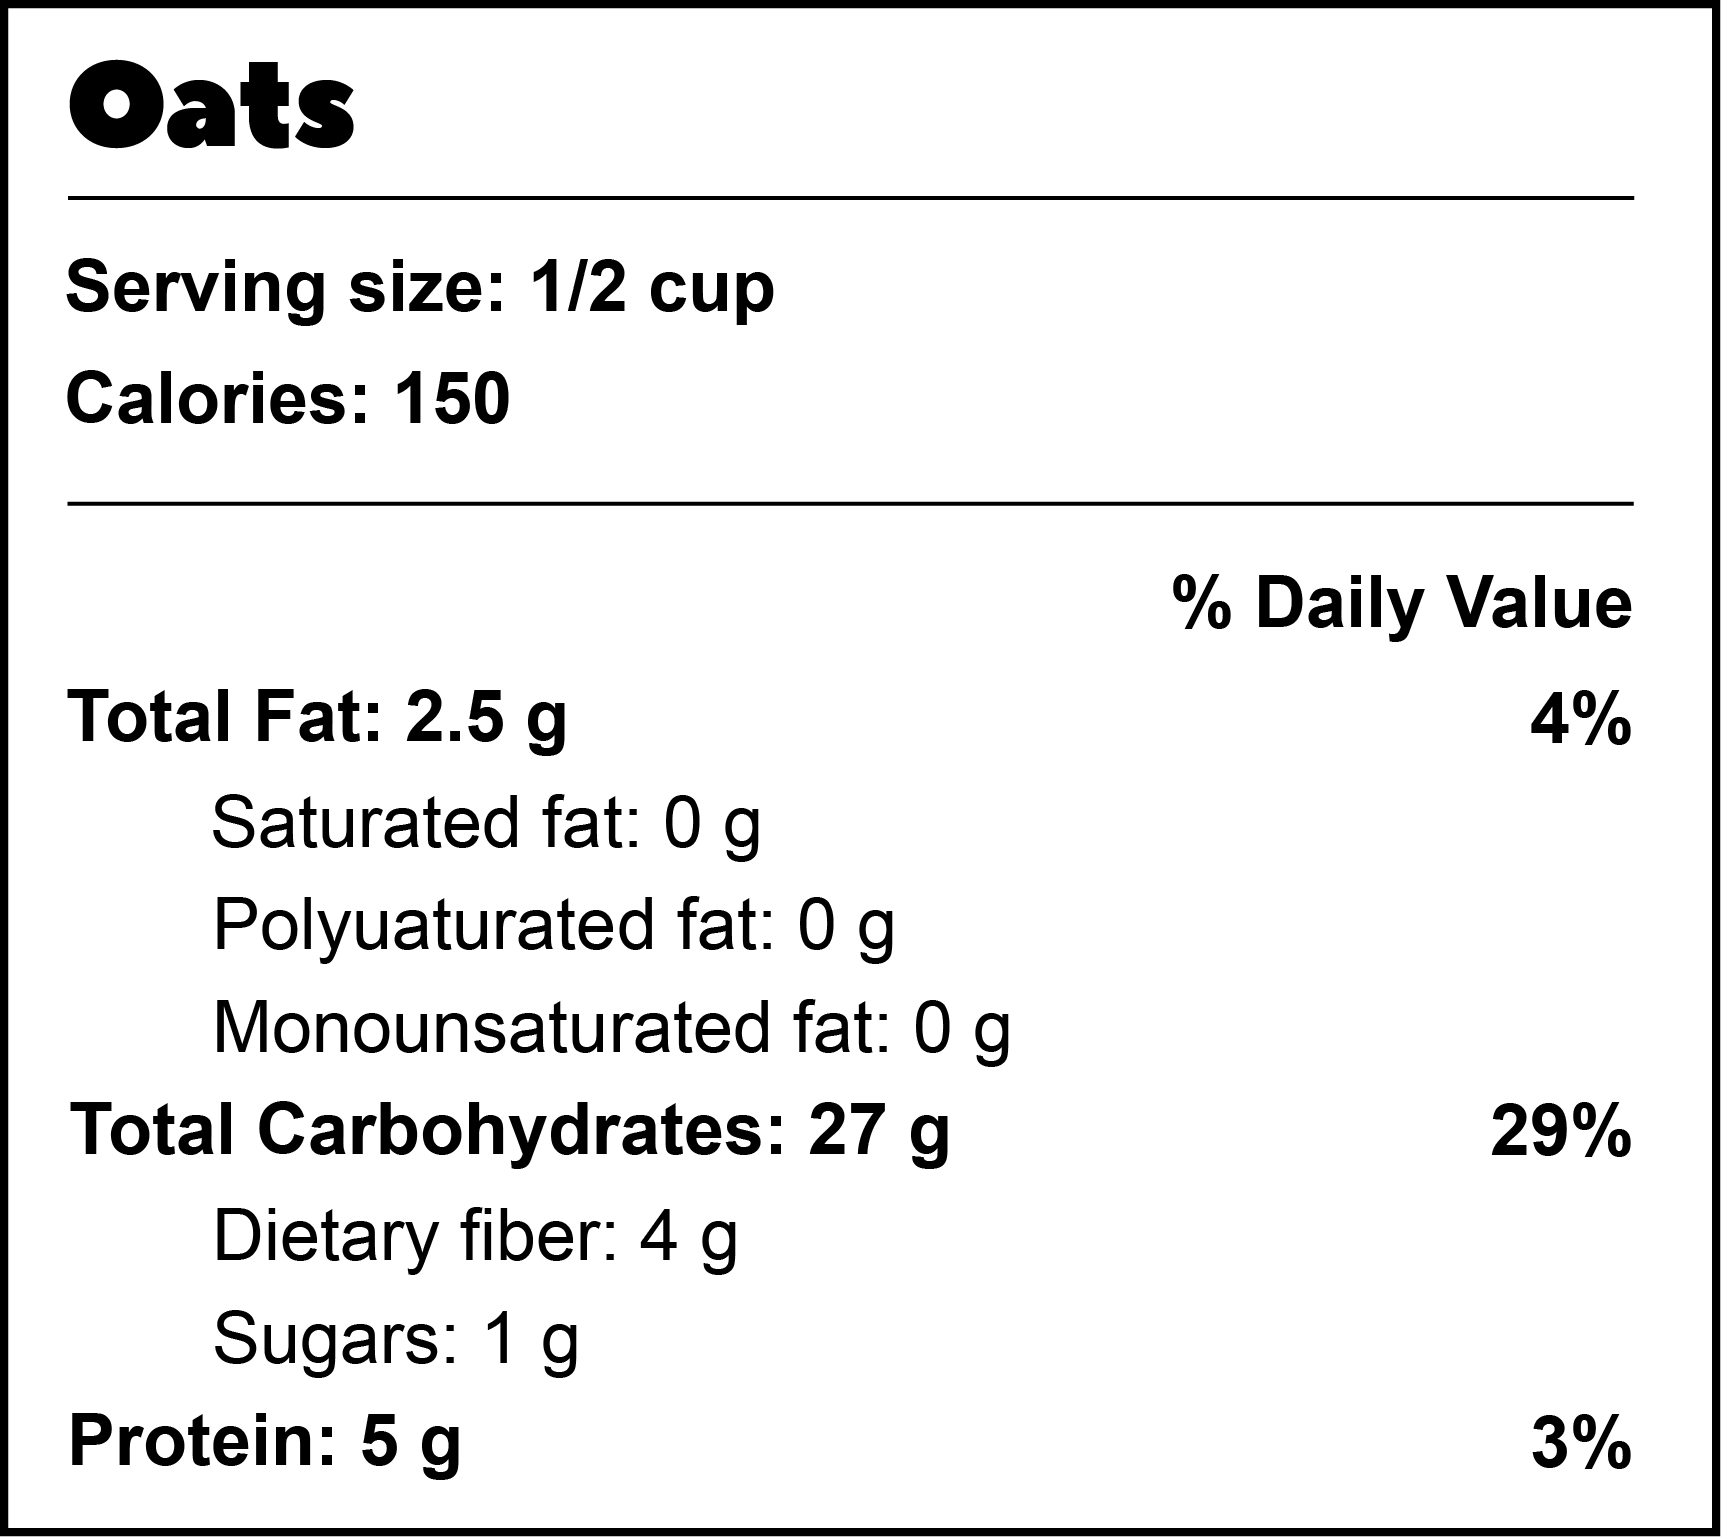 Oats
Serving size: 1/2 cup
Calories: 150
% Daily Value
Total Fat: 2.5 g 4%
Saturated fat: 0 g
Polyuaturated fat: 0 g
Monounsaturated fat: 0 g
Total Carbohydrates: 27 g 29%
Dietary fiber: 4 g
Sugars: 1 g
Protein: 5 g 3%